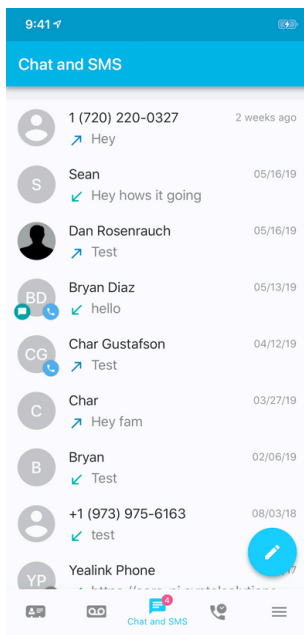 9:41
Chat and SMS
1 (720) 220-0327 2 weeks ago
Hey
S Sean 05/16/19
Hey hows it going
Dan Rosenrauch 05/16/19
Test
BD Bryan Diaz 05/13/19
hello
CG Char Gustafson 04/12/19
Test
C Char 03/27/19
Hey fam
B Bryan 02/06/19
Test
+1 (973) 975-6163 08/03/18
test
YP Yealink Phone 17
4
Chat and SMS